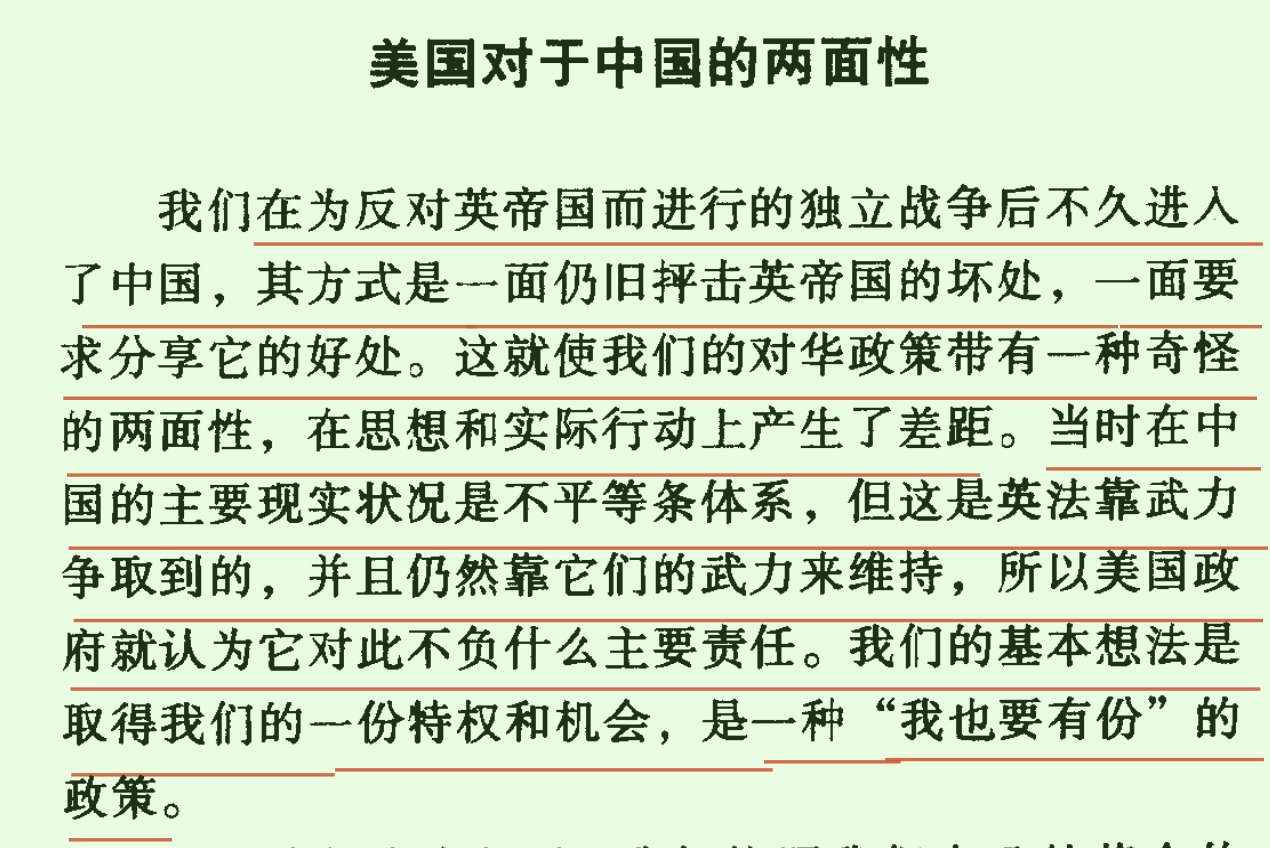 美国对于中国的两面性
我们在为反对英帝国而进行的独立战争后不久进入
了中国，其方式是一面仍旧抨击英帝国的坏处，一面要
求分享它的好处。这就使我们的对华政策带有一种奇怪
的两面性，在思想和实际行动上产生了差距。当时在中
国的主要现实状况是不平等条体系，但这是英法靠武力
争取到的，并且仍然靠它们的武力来维持，所以美国政
府就认为它对此不负什么主要责任。我们的基本想法是
取得我们的一份特权和机会，是一种“我也要有份”的
政策。